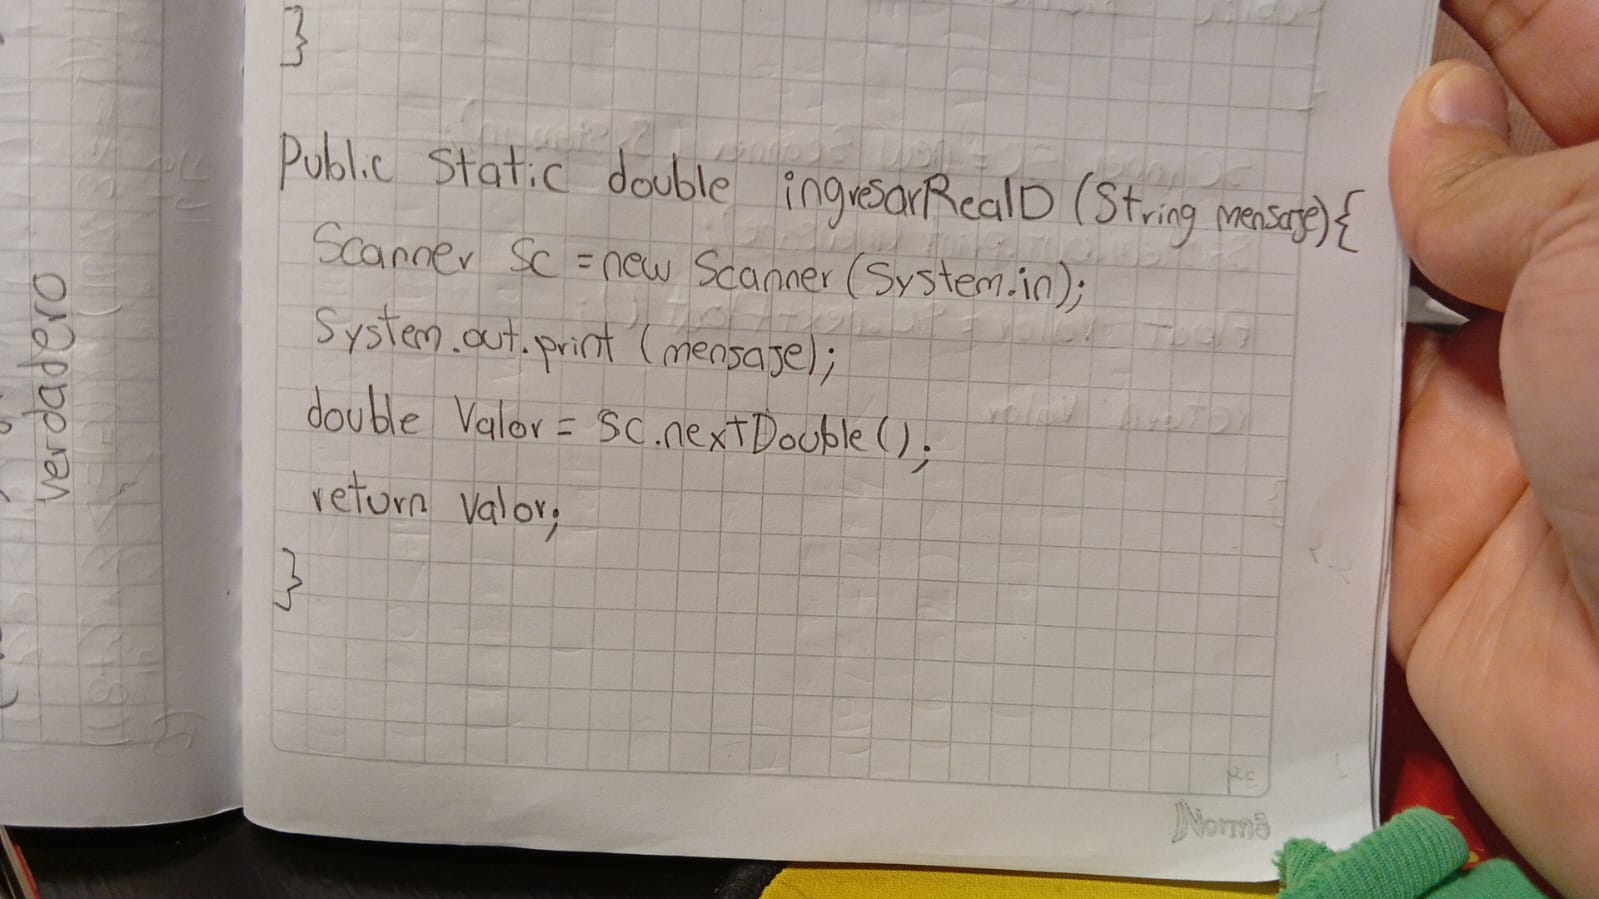 }
Public Static double ingresarRealD (String mensaje){
Scanner Sc = new Scanner (System.in);
System.out.print (mensaje);
double Valor = Sc.nextDouble();
return valor;
}
verdadero
Norma